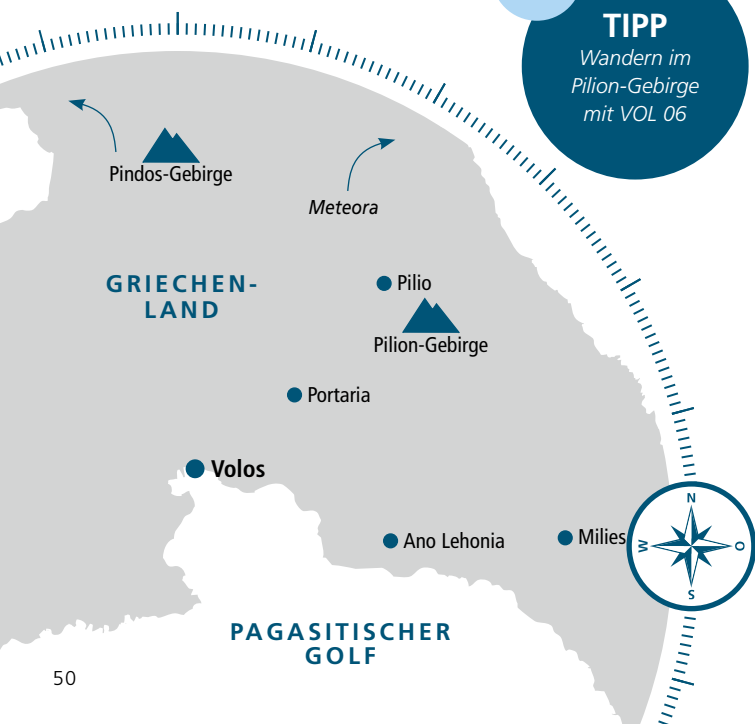 TIPP
Wandern im
Pilion-Gebirge
mit VOL 06
Pindos-Gebirge
Meteora
GRIECHEN-
LAND
Pilio
Pilion-Gebirge
Portaria
Volos
Ano Lehonia
Milies
N
W
O
S
PAGASITISCHER
GOLF
50